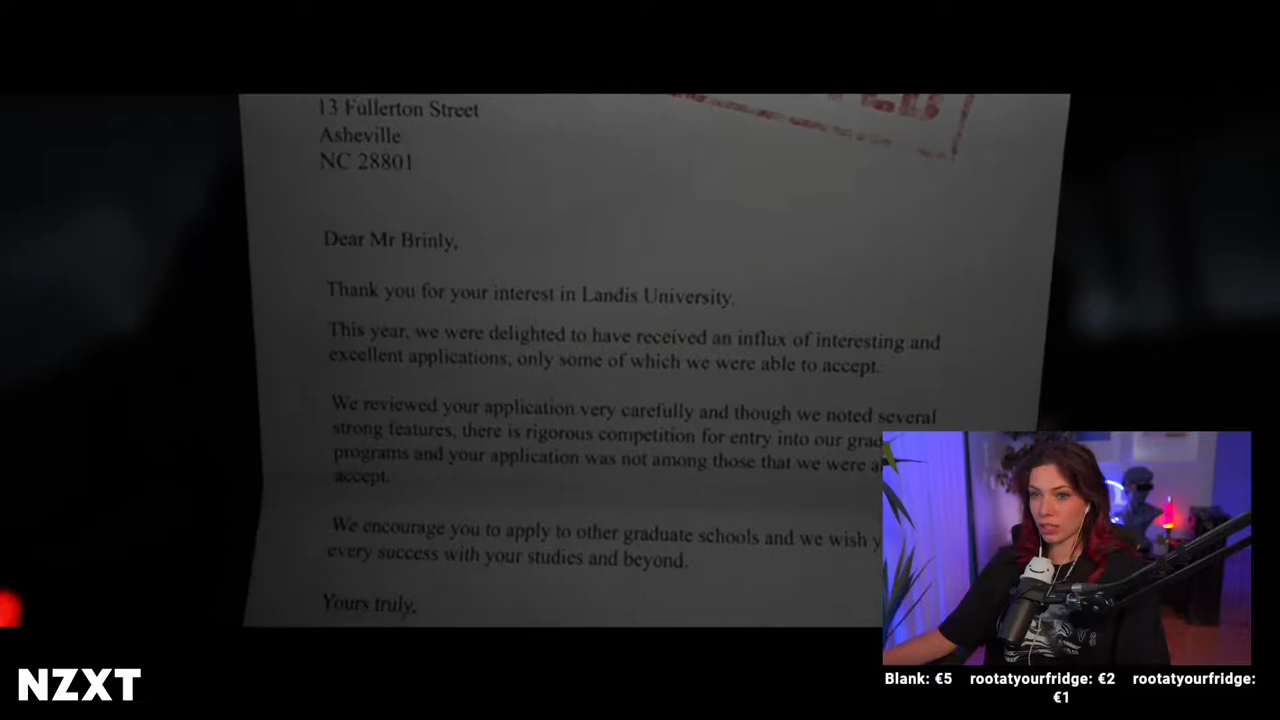 13 Fullerton Street
Asheville
NC 28801
Dear Mr Brinly,
Thank you for your interest in Landis University.
This year, we were delighted to have received an influx of interesting and
excellent applications, only some of which we were able to accept.
We reviewed your application very carefully and though we noted several
strong features, there is rigorous competition for entry into our grad
programs and your application was not among those that we were a
accept.
We encourage you to apply to other graduate schools and we wish y
every success with your studies and beyond.
Yours truly,
NZXT
Blank: €5 rootatyourfridge: €2 rootatyourfridge:
€1